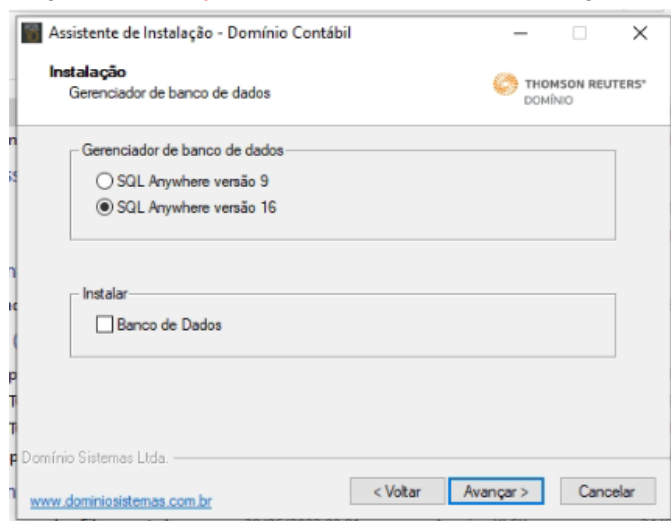 Assistente de Instalação - Domínio Contábil
Instalação
Gerenciador de banco de dados
THOMSON REUTERS®
DOMÍNIO
Gerenciador de banco de dados
SQL Anywhere versão 9
SQL Anywhere versão 16
Instalar
Banco de Dados
Domínio Sistemas Ltda.
www.dominiosistemas.com.br
< Voltar
Avançar >
Cancelar